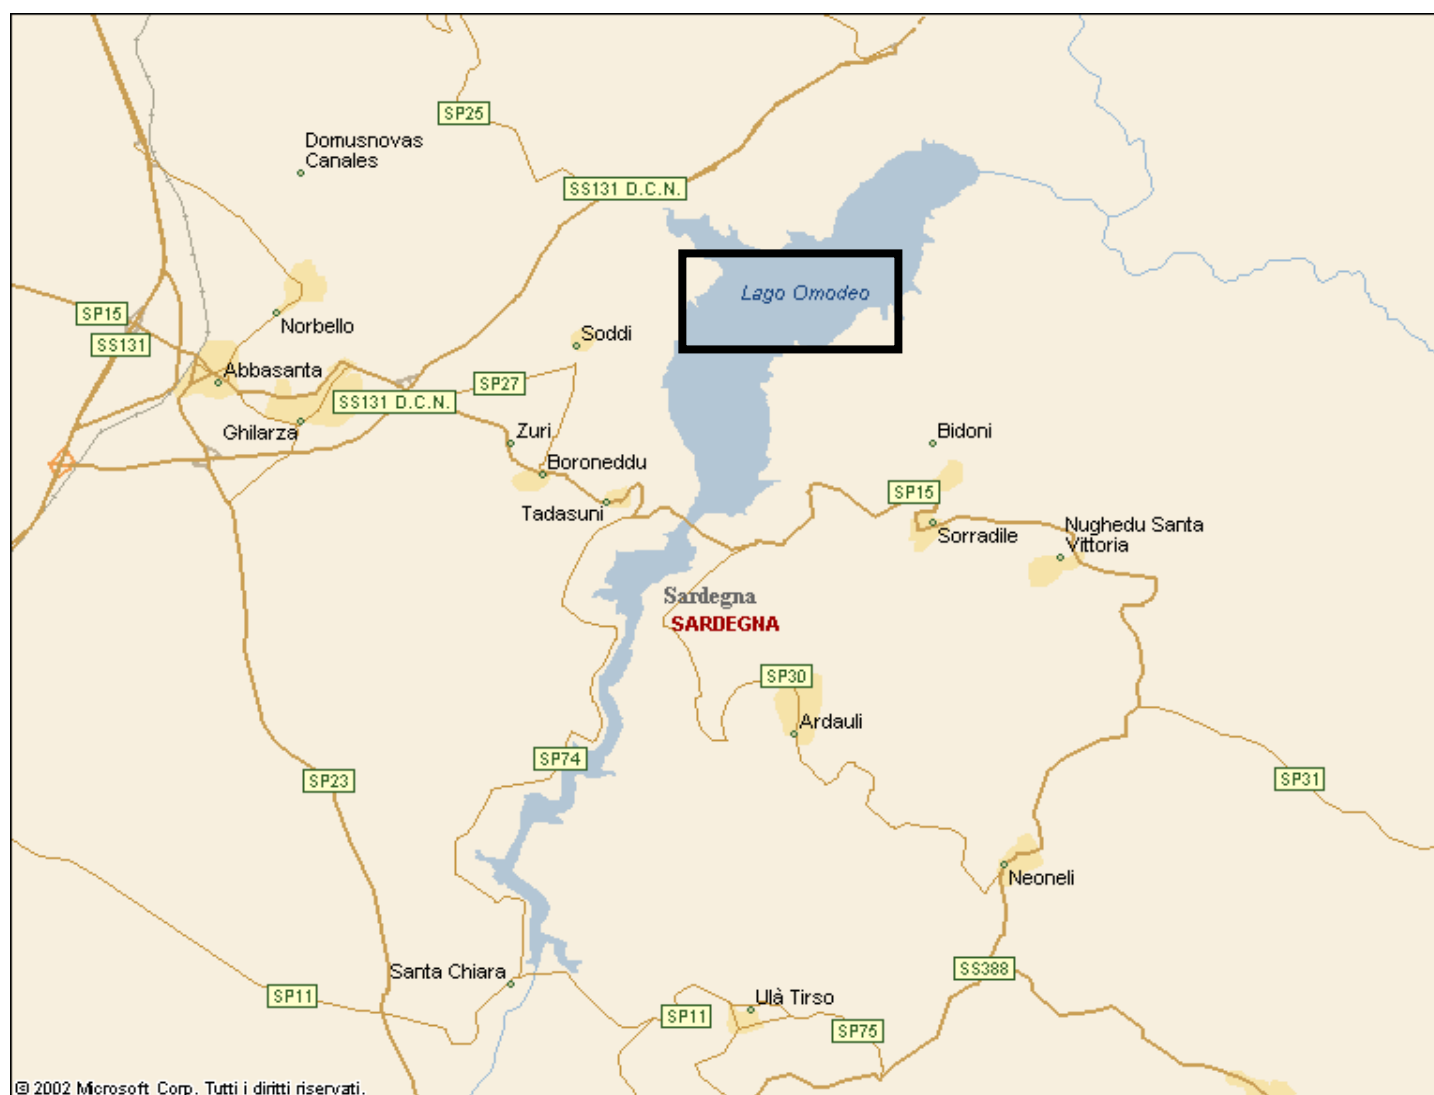 SP25
Domusnovas
Canales
SS131 D.C.N.
Lago Omodeo
SP15
Norbello
SS131
Soddi
Abbasanta
SP27
SS131 D.C.N.
Ghilarza
Zuri
Bidoni
Boroneddu
SP15
Tadasuni
Nughedu Santa
Vittoria
Sorradile
Sardegna
SARDEGNA
SP30
Ardauli
SP74
SP23
SP31
Neoneli
Santa Chiara
SS388
SP11
Ulà Tirso
SP11
SP75
© 2002 Microsoft Corp. Tutti i diritti riservati.